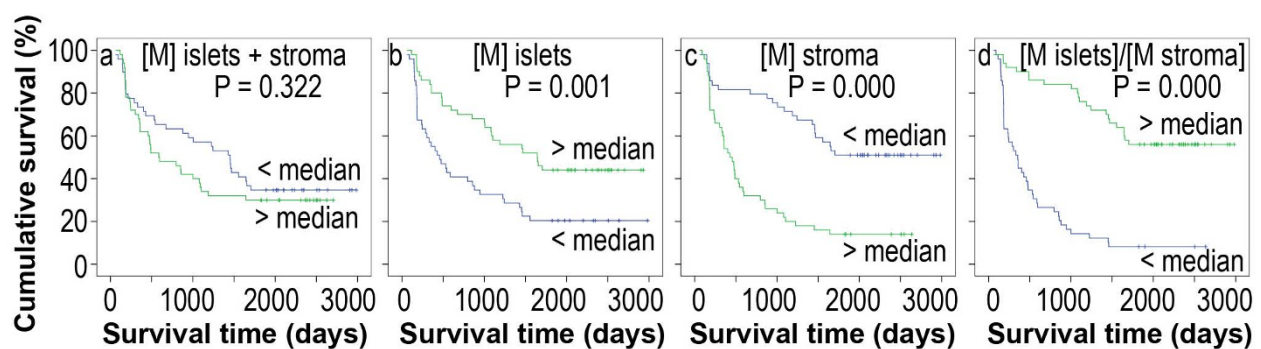 Cumulative survival (%)
100
80
60
40
20
0
a
[M] islets + stroma
P = 0.322
< median
> median
0 1000 2000 3000
Survival time (days)
b
[M] islets
P = 0.001
> median
< median
0 1000 2000 3000
Survival time (days)
c
[M] stroma
P = 0.000
< median
> median
0 1000 2000 3000
Survival time (days)
d
[M islets]/[M stroma]
P = 0.000
> median
< median
0 1000 2000 3000
Survival time (days)